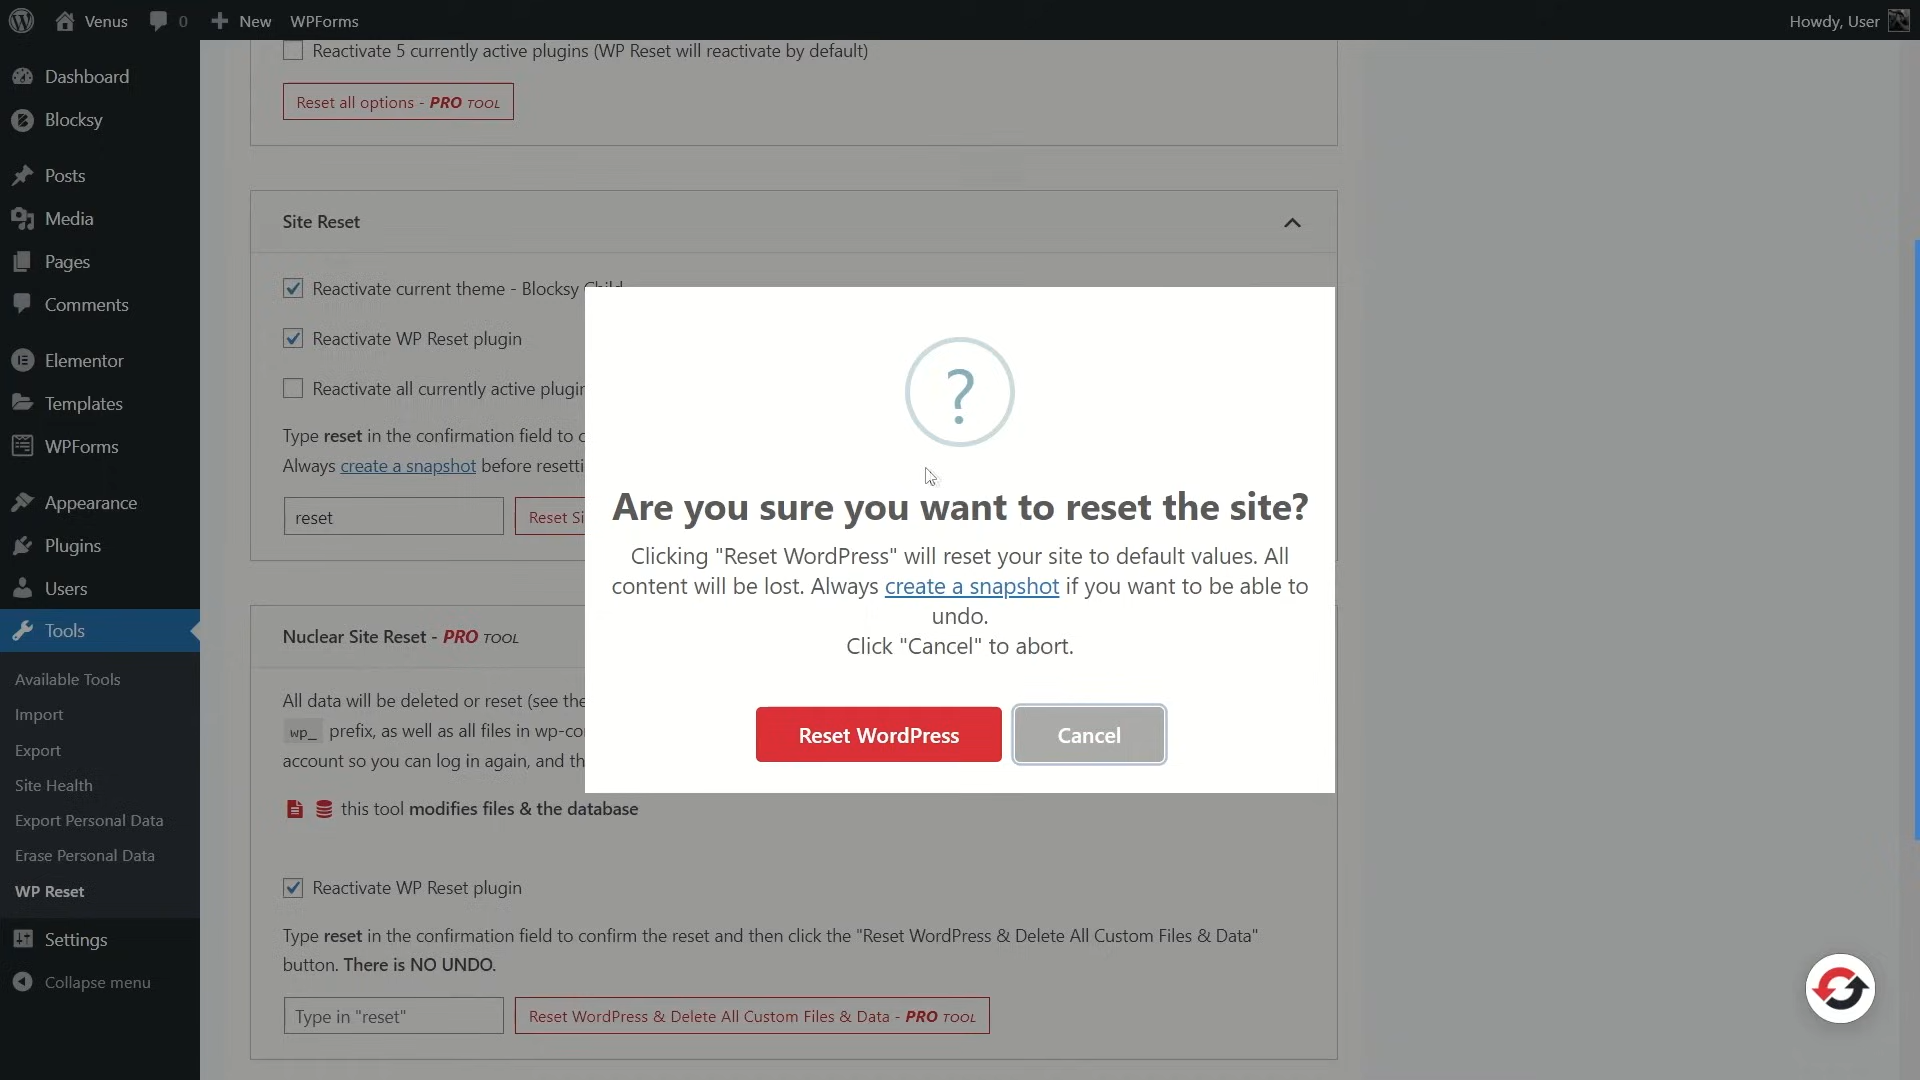 Venus
0
New
WPForms
Howdy, User
Dashboard
Blocksy
Posts
Media
Pages
Comments
Elementor
Templates
WPForms
Appearance
Plugins
Users
Tools
Available Tools
Import
Export
Site Health
Export Personal Data
Erase Personal Data
WP Reset
Settings
Collapse menu
Reactivate 5 currently active plugins (WP Reset will reactivate by default)
Reset all options - PRO TOOL
Site Reset
Reactivate current theme - Blocksy Child
Reactivate WP Reset plugin
Reactivate all currently active
Type reset in the confirmation field to
Always create a snapshot before
reset
Reset
?
Are you sure you want to reset the site?
Clicking "Reset WordPress" will reset your site to default values. All
content will be lost. Always create a snapshot if you want to be able to
undo.
Click "Cancel" to abort.
Reset WordPress
Cancel
Nuclear Site Reset - PRO TOOL
All data will be deleted or reset (see the
wp_ prefix, as well as all files in
account so you can log in again, and
this tool modifies files & the database
Reactivate WP Reset plugin
Type reset in the confirmation field to confirm the reset and then click the "Reset WordPress & Delete All Custom Files & Data"
button. There is NO UNDO.
Type in "reset"
Reset WordPress & Delete All Custom Files & Data - PRO TOOL